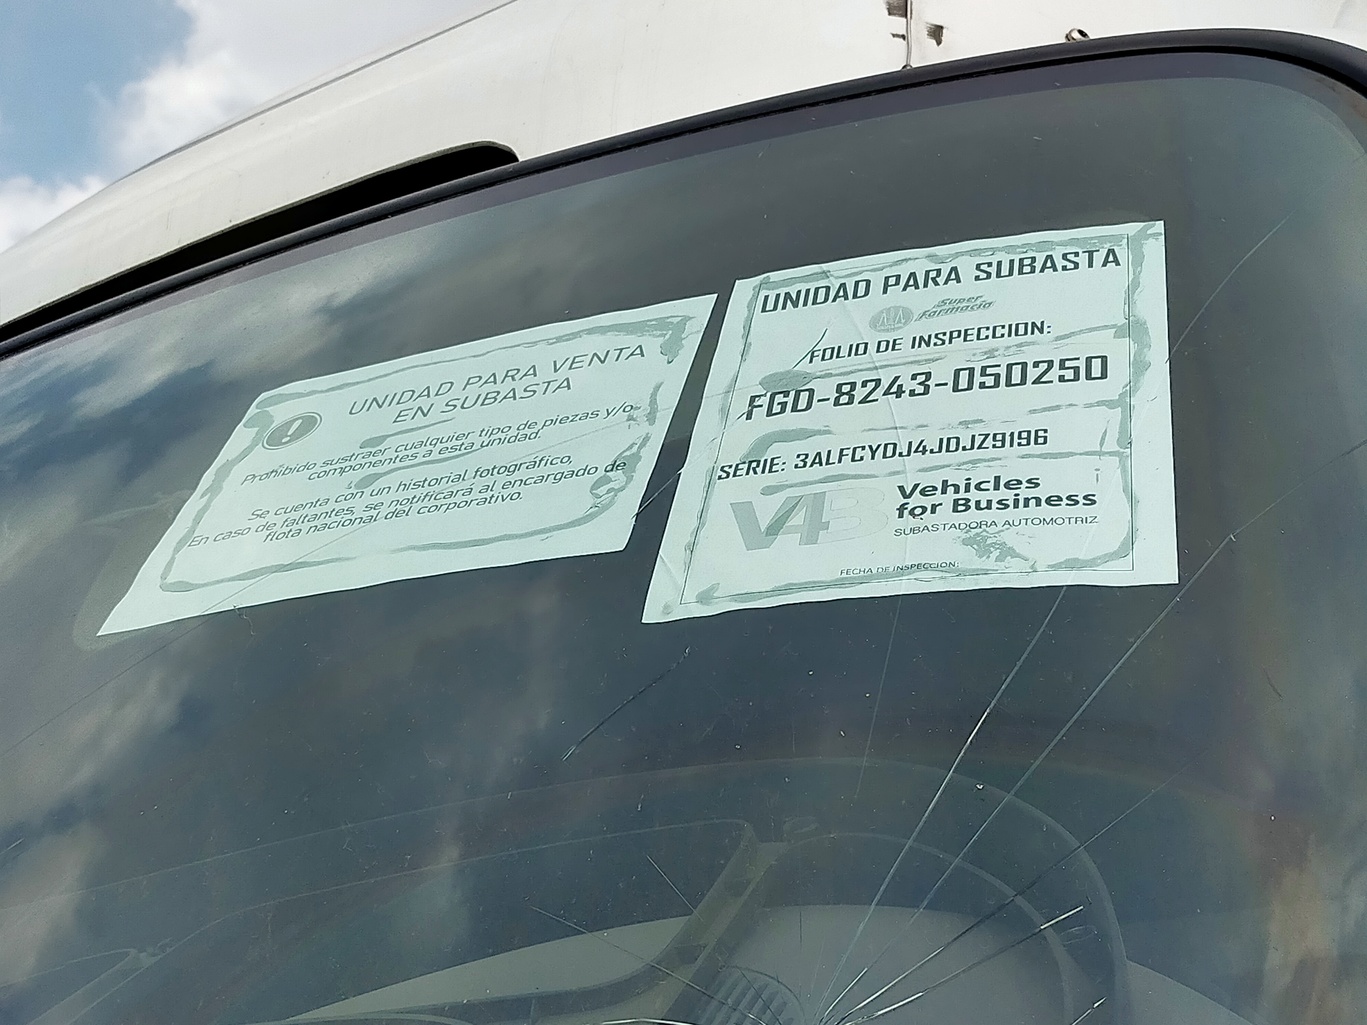 UNIDAD PARA VENTA
EN SUBASTA
Prohibido sustraer cualquier tipo de piezas y/o
componentes a esta unidad.
Se cuenta con un historial fotográfico,
En caso de faltantes, se notificará al encargado de
flota nacional del corporativo.
UNIDAD PARA SUBASTA
Super
Farmacia
FOLIO DE INSPECCION:
FGD-8243-050250
SERIE: 3ALFCYDJ4JDJZ9196
V4B
Vehicles
for Business
SUBASTADORA AUTOMOTRIZ
FECHA DE INSPECCION: